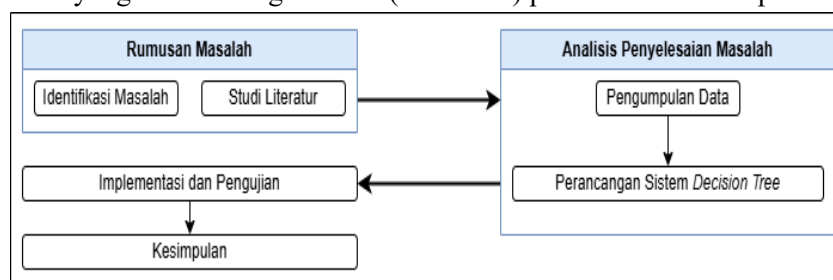 Rumusan Masalah
Identifikasi Masalah
Studi Literatur
Analisis Penyelesaian Masalah
Pengumpulan Data
Perancangan Sistem Decision Tree
Implementasi dan Pengujian
Kesimpulan